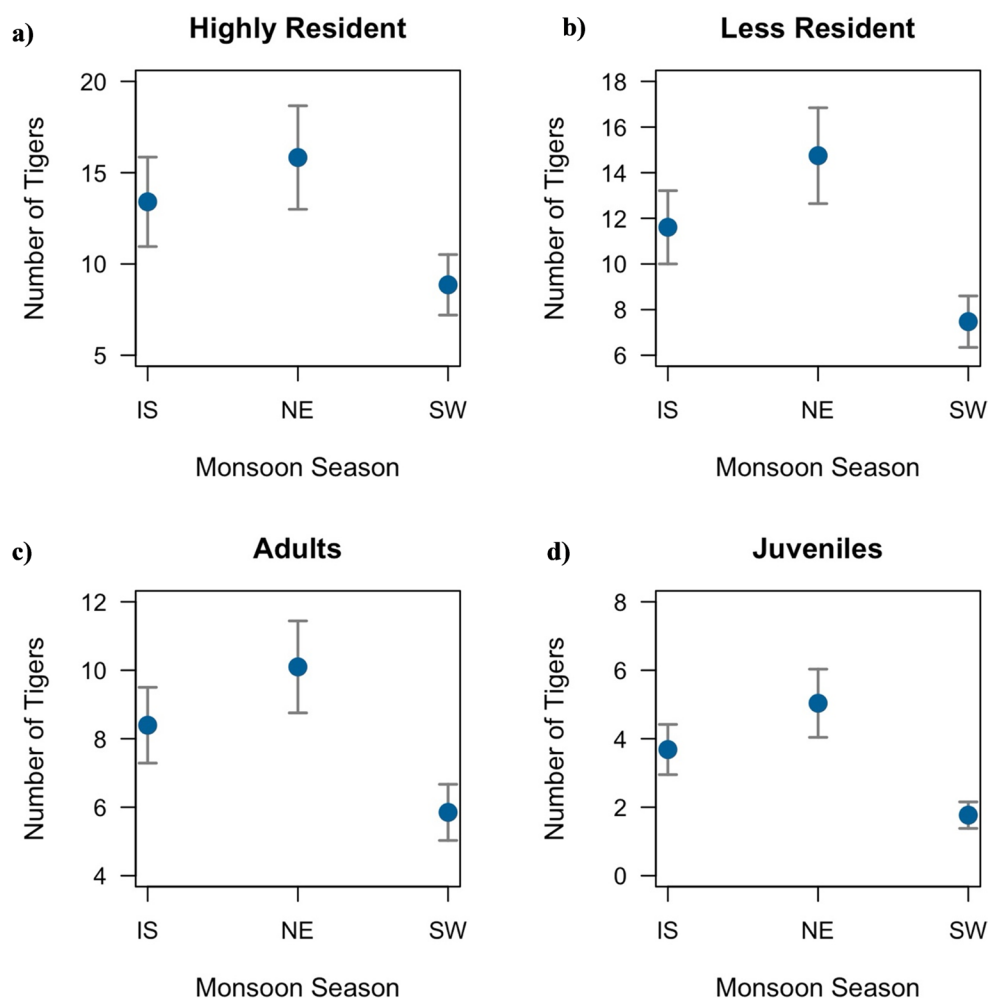 a)
Highly Resident
Number of Tigers
20
15
10
5
IS NE SW
Monsoon Season
b)
Less Resident
Number of Tigers
18
16
14
12
10
8
6
IS NE SW
Monsoon Season
c)
Adults
Number of Tigers
12
10
8
6
4
IS NE SW
Monsoon Season
d)
Juveniles
Number of Tigers
8
6
4
2
0
IS NE SW
Monsoon Season